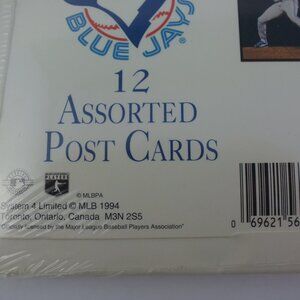 BLUE JAYS®
12
ASSORTED
POST CARDS
PLAYERS
© MLBPA
System 4 Limited © MLB 1994
Toronto, Ontario, Canada M3N 2S5
Officially licensed by the Major League Baseball Players Association
0 69621 56